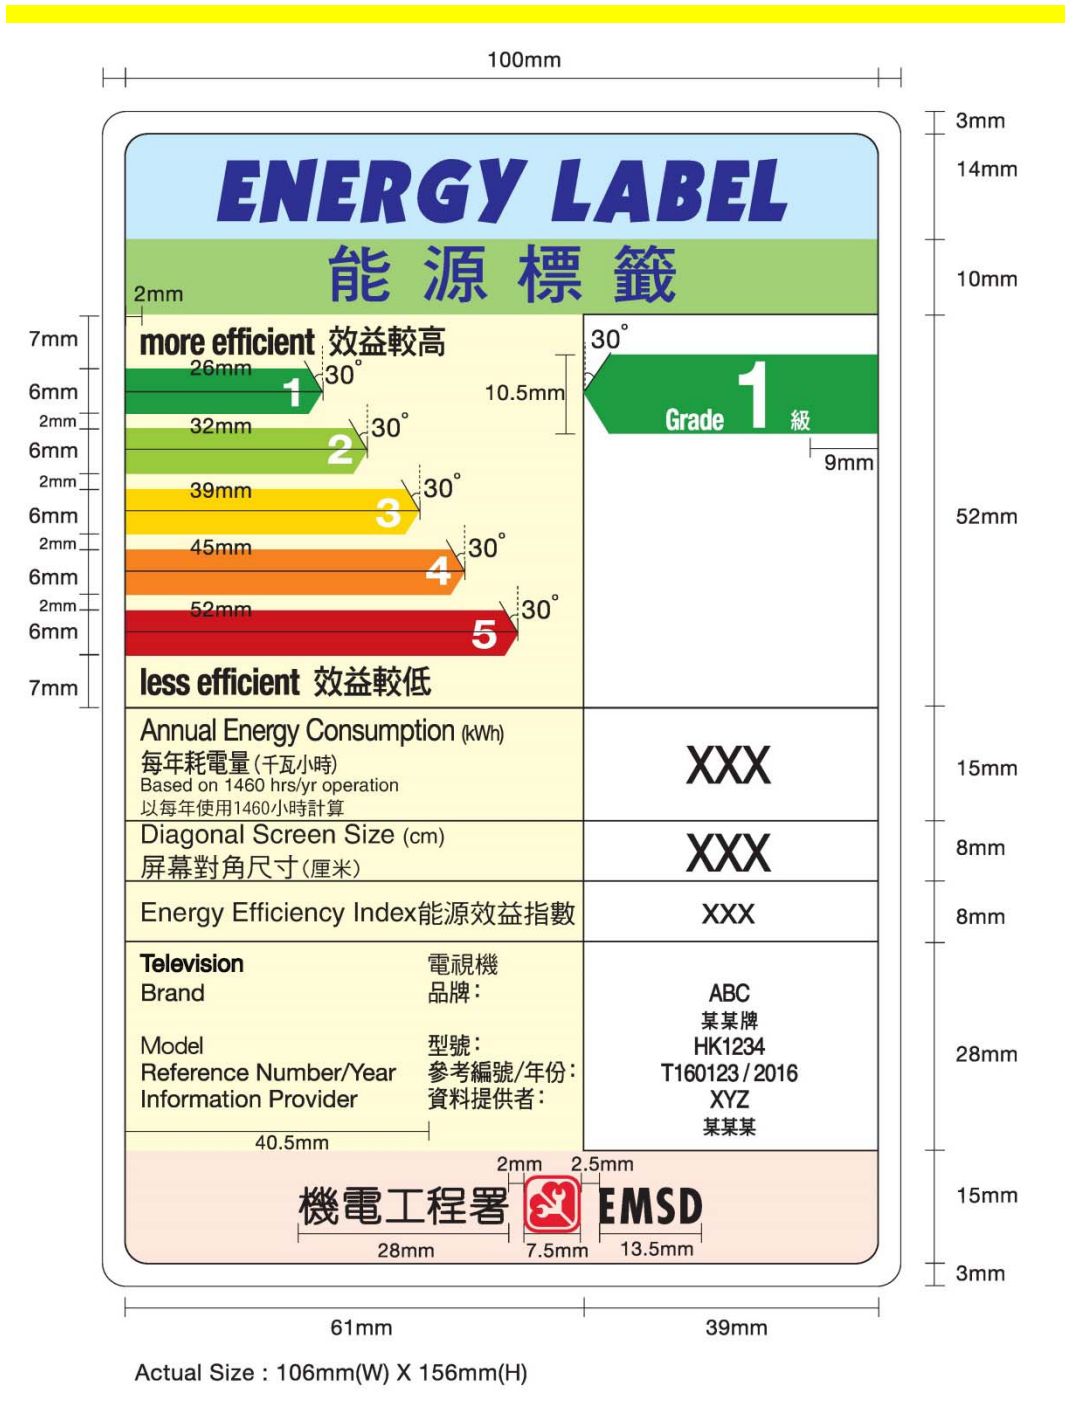 100mm
3mm
ENERGY LABEL
14mm
能源標籤
10mm
2mm
7mm
more efficient 效益較高
30°
26mm
30°
1
6mm
10.5mm
Grade 1 級
2mm
32mm
30°
2
6mm
9mm
2mm
39mm
30°
3
6mm
52mm
2mm
45mm
30°
4
6mm
2mm
52mm
30°
5
6mm
7mm
less efficient 效益較低
Annual Energy Consumption (kWh)
每年耗電量(千瓦小時)
XXX
15mm
Based on 1460 hrs/yr operation
以每年使用1460小時計算
Diagonal Screen Size (cm)
屏幕對角尺寸(厘米)
XXX
8mm
Energy Efficiency Index能源效益指數
XXX
8mm
Television 電視機
Brand 品牌:
ABC
某某牌
Model 型號:
HK1234
28mm
Reference Number/Year 參考編號/年份:
T160123 / 2016
Information Provider 資料提供者:
XYZ
某某某
40.5mm
2mm 2.5mm
機電工程署 EMSD
15mm
28mm 7.5mm 13.5mm
3mm
61mm 39mm
Actual Size : 106mm(W) X 156mm(H)